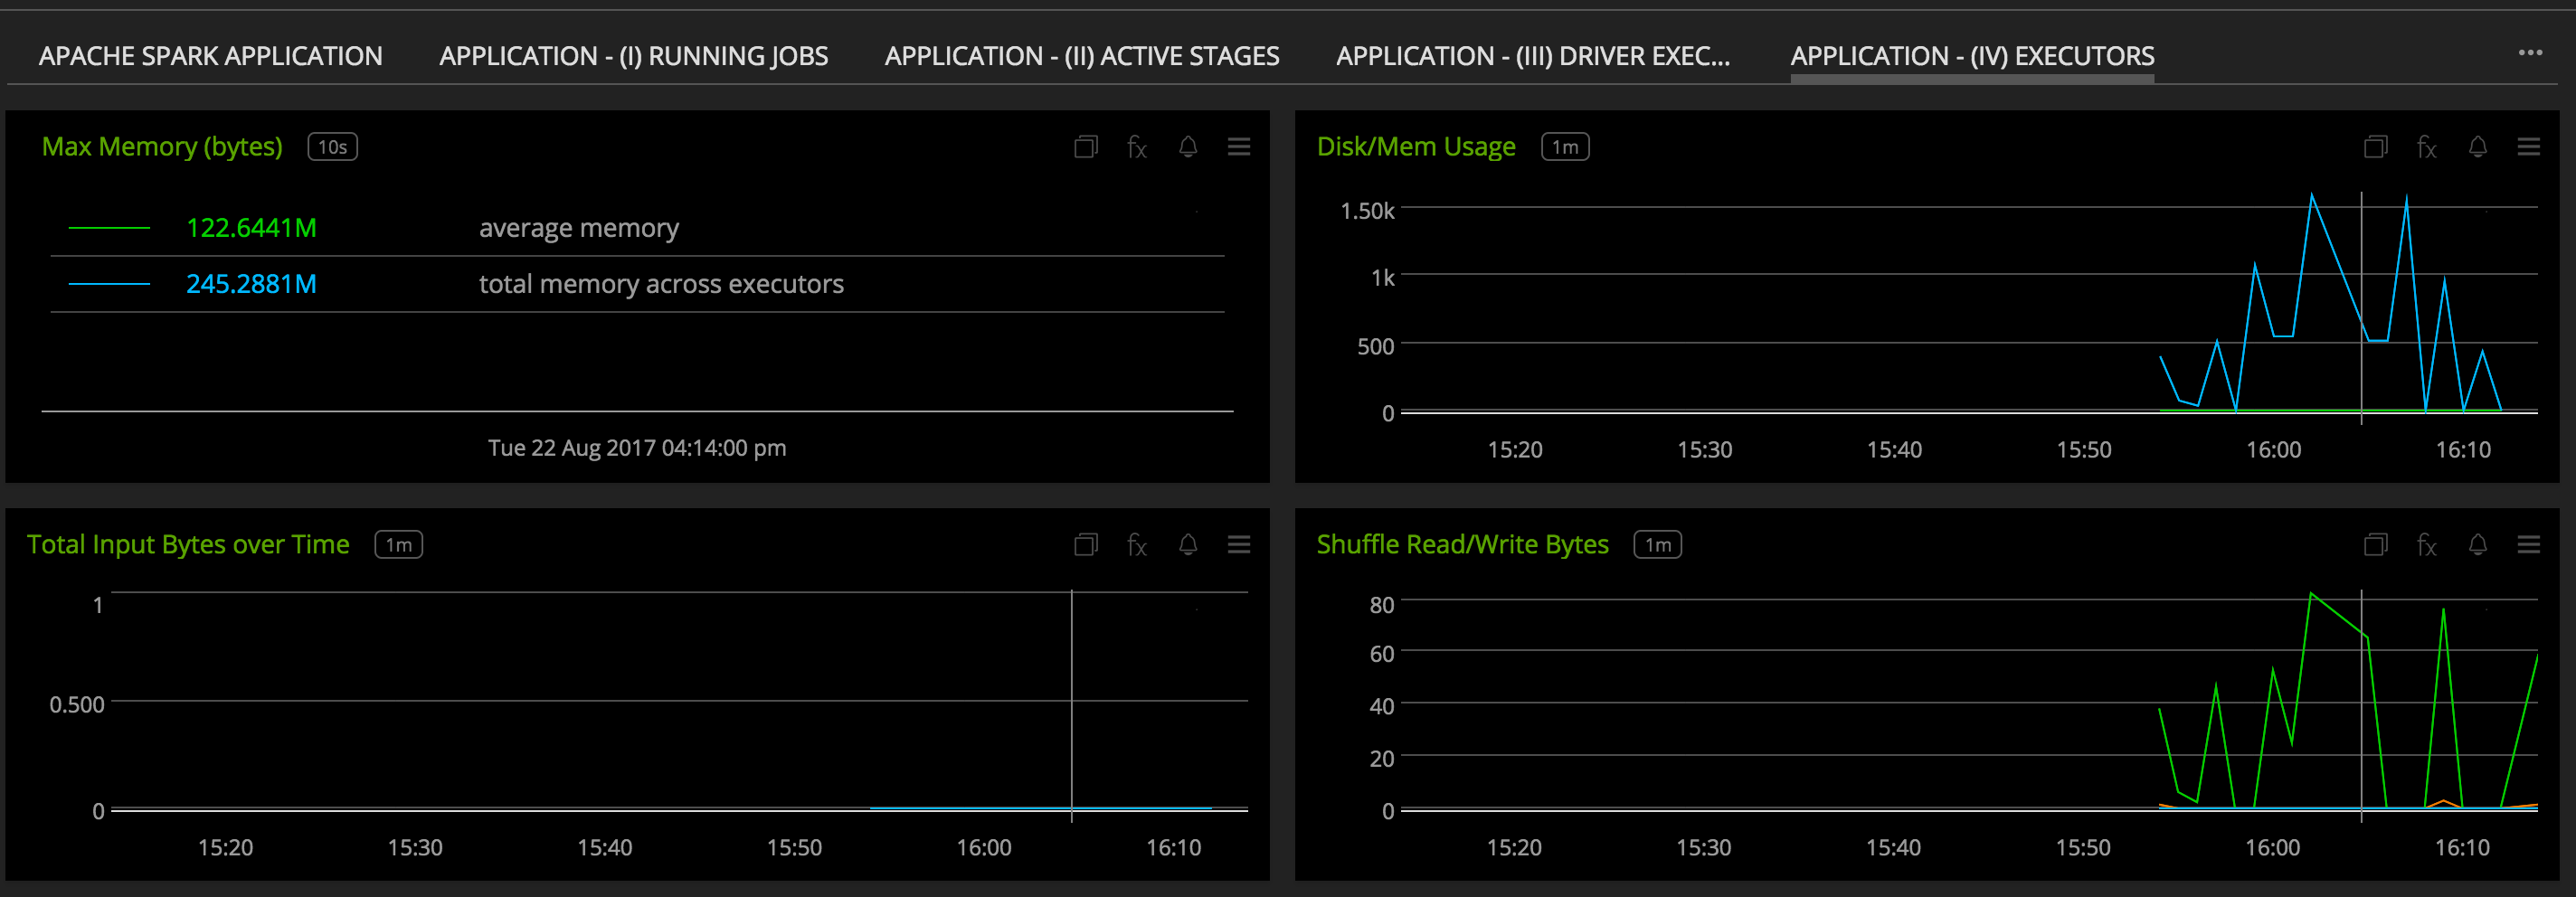 APACHE SPARK APPLICATION APPLICATION - (I) RUNNING JOBS APPLICATION - (II) ACTIVE STAGES APPLICATION - (III) DRIVER EXEC... APPLICATION - (IV) EXECUTORS ...
Max Memory (bytes) 10s fx
122.6441M average memory
245.2881M total memory across executors
Tue 22 Aug 2017 04:14:00 pm
Disk/Mem Usage 1m fx
1.50k
1k
500
0
15:20 15:30 15:40 15:50 16:00 16:10
Total Input Bytes over Time 1m fx
1
0.500
0
15:20 15:30 15:40 15:50 16:00 16:10
Shuffle Read/Write Bytes 1m fx
80
60
40
20
0
15:20 15:30 15:40 15:50 16:00 16:10